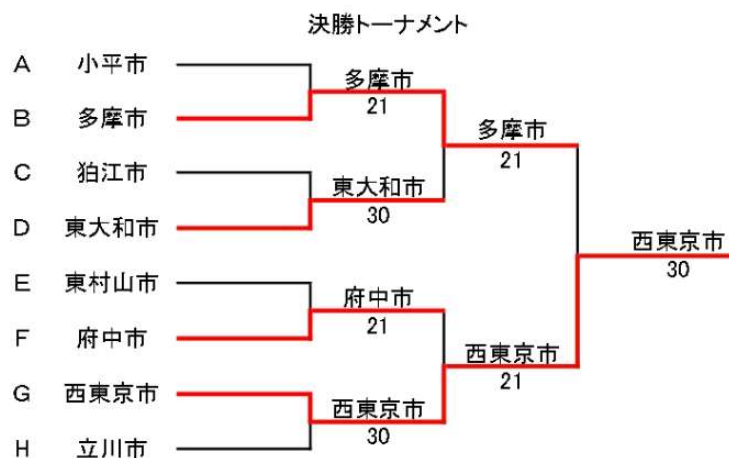 決勝トーナメント
A 小平市
B 多摩市
C 狛江市
D 東大和市
E 東村山市
F 府中市
G 西東京市
H 立川市
多摩市
21
東大和市
30
府中市
21
西東京市
30
多摩市
21
西東京市
21
西東京市
30